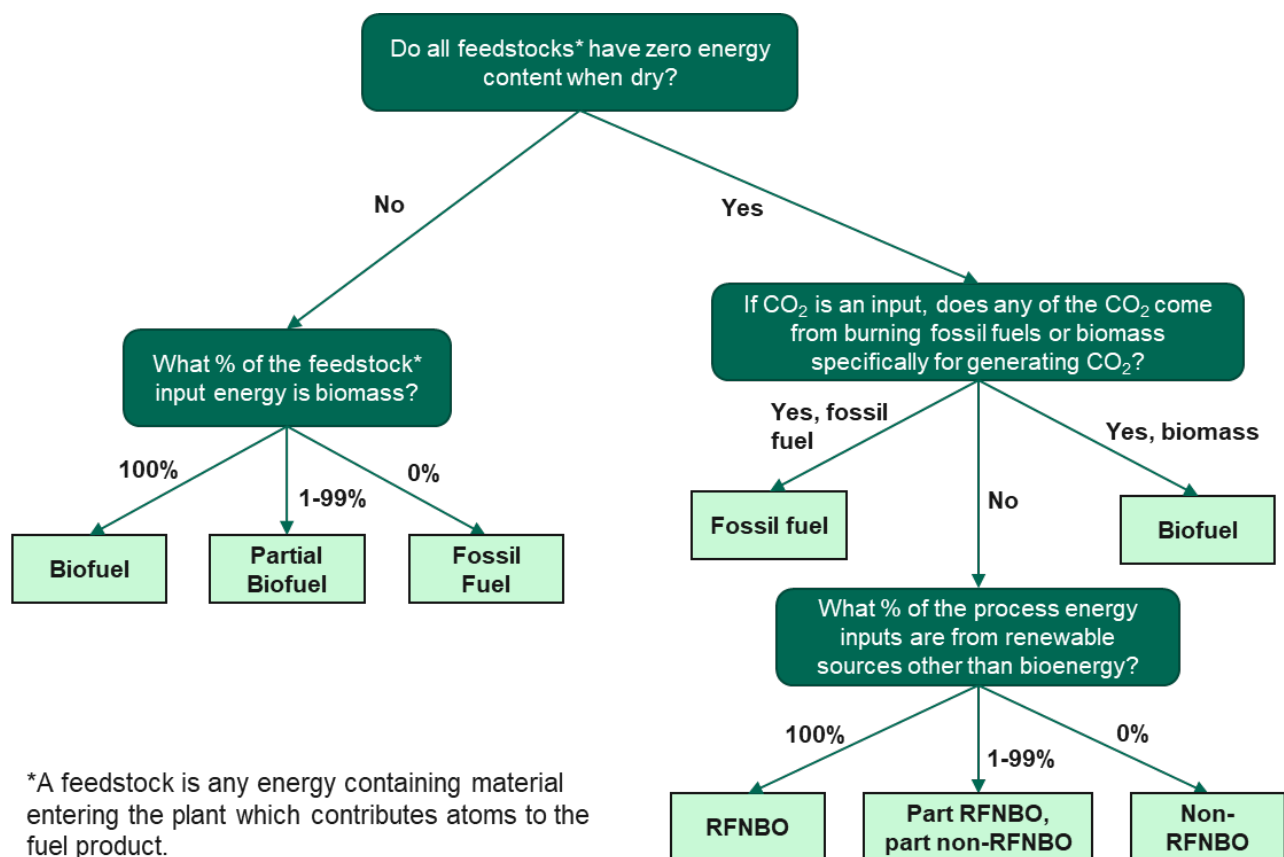 Do all feedstocks* have zero energy
content when dry?
No
Yes
What % of the feedstock*
input energy is biomass?
100%
1-99%
0%
Biofuel
Partial
Biofuel
Fossil
Fuel
If CO₂ is an input, does any of the CO₂ come
from burning fossil fuels or biomass
specifically for generating CO₂?
Yes, fossil
fuel
No
Yes, biomass
Fossil fuel
Biofuel
What % of the process energy
inputs are from renewable
sources other than bioenergy?
100%
1-99%
0%
RFNBO
Part RFNBO,
part non-RFNBO
Non-
RFNBO
*A feedstock is any energy containing material
entering the plant which contributes atoms to the
fuel product.